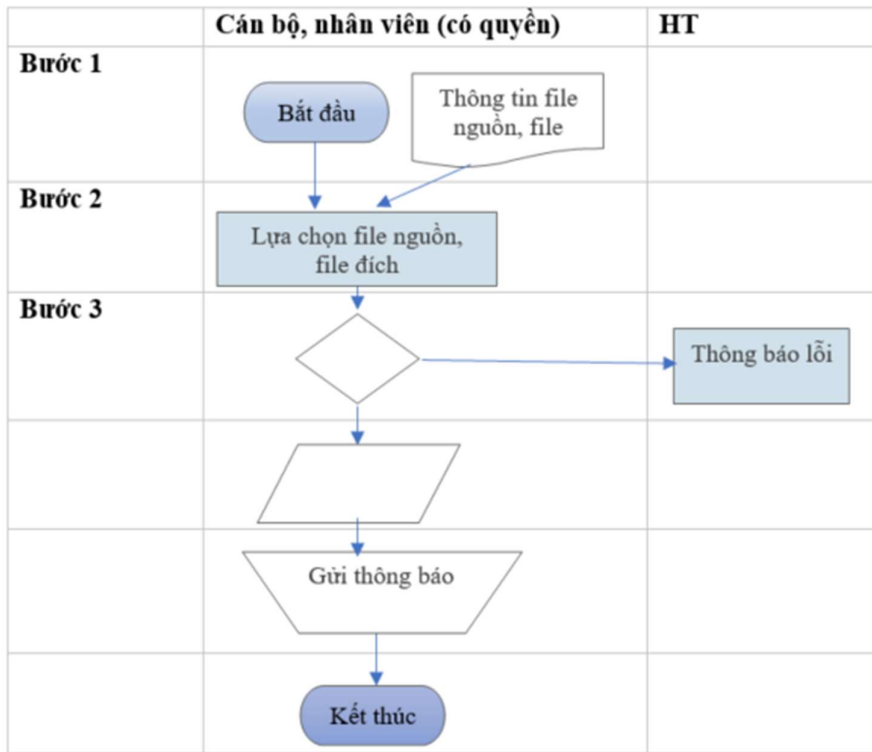 Cán bộ, nhân viên (có quyền)
HT
Bước 1
Bắt đầu
Thông tin file
nguồn, file
Bước 2
Lựa chọn file nguồn,
file đích
Bước 3
Thông báo lỗi
Gửi thông báo
Kết thúc